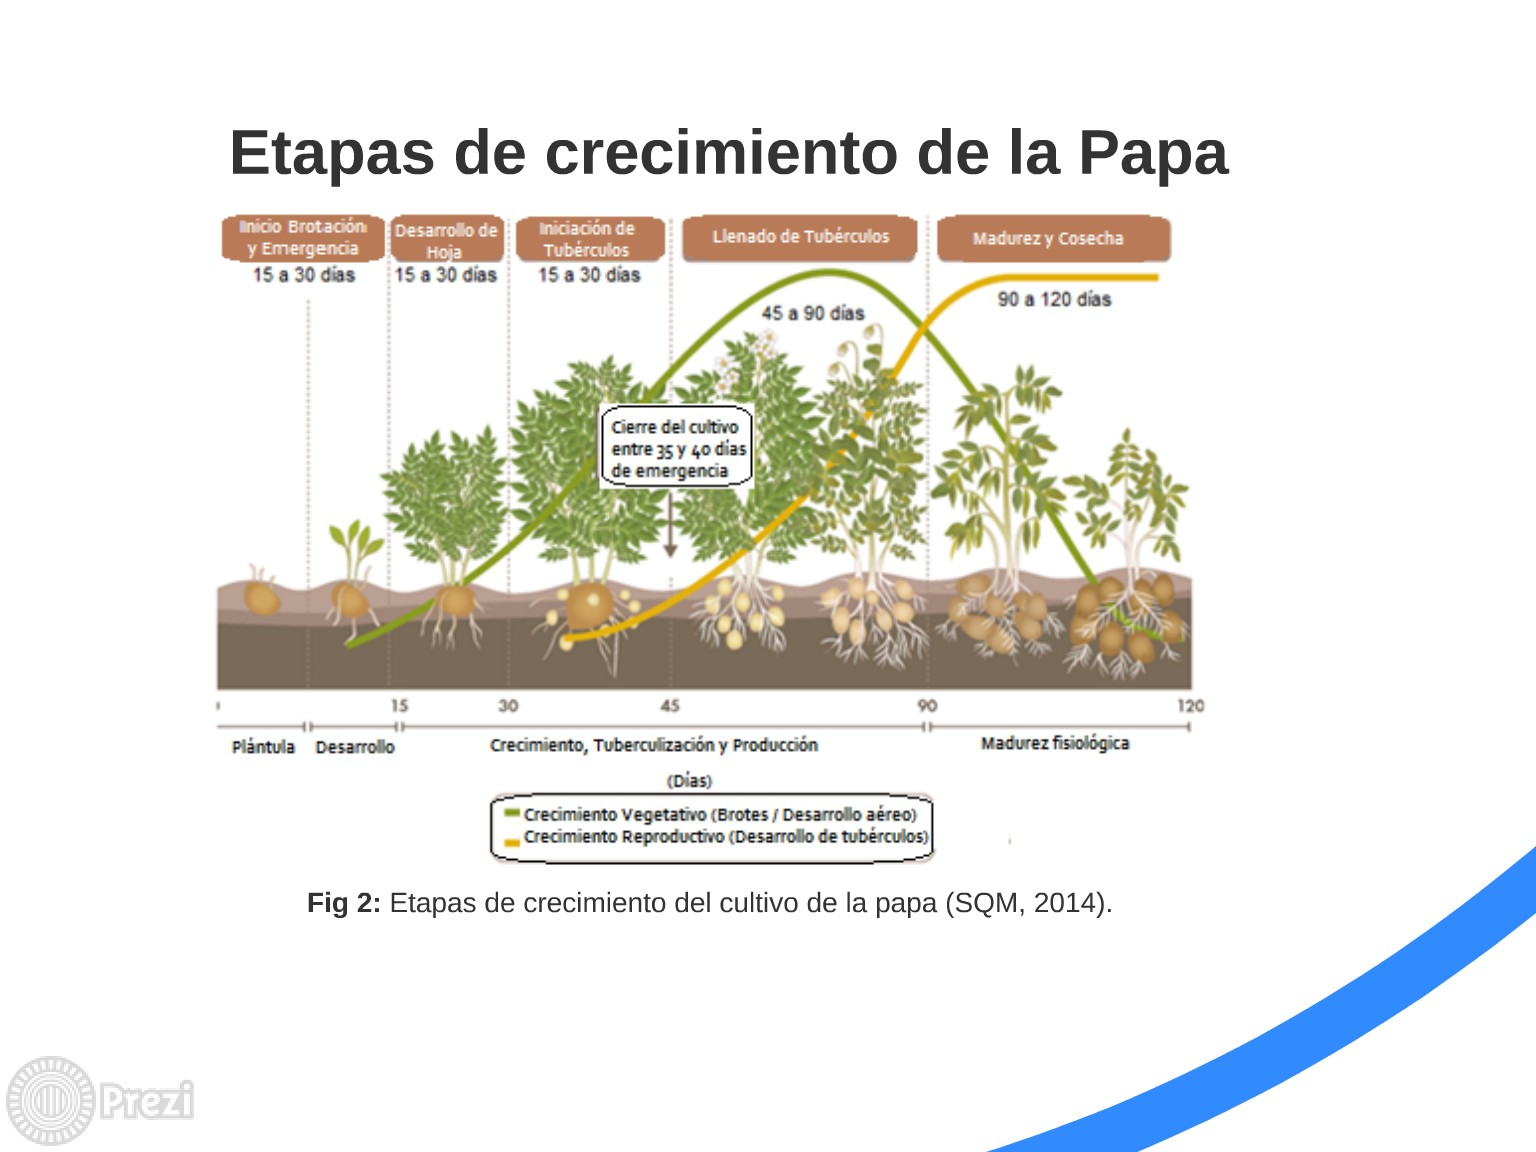 Etapas de crecimiento de la Papa
Inicio Brotación
y Emergencia
15 a 30 días
Desarrollo de
Hoja
15 a 30 días
Iniciación de
Tubérculos
15 a 30 días
Llenado de Tubérculos
45 a 90 días
Madurez y Cosecha
90 a 120 días
Cierre del cultivo
entre 35 y 40 días
de emergencia
15 30 45 90 120
Plántula Desarrollo Crecimiento, Tuberculización y Producción Madurez fisiológica
(Días)
Crecimiento Vegetativo (Brotes / Desarrollo aéreo)
Crecimiento Reproductivo (Desarrollo de tubérculos)
Fig 2: Etapas de crecimiento del cultivo de la papa (SQM, 2014).
Prezi